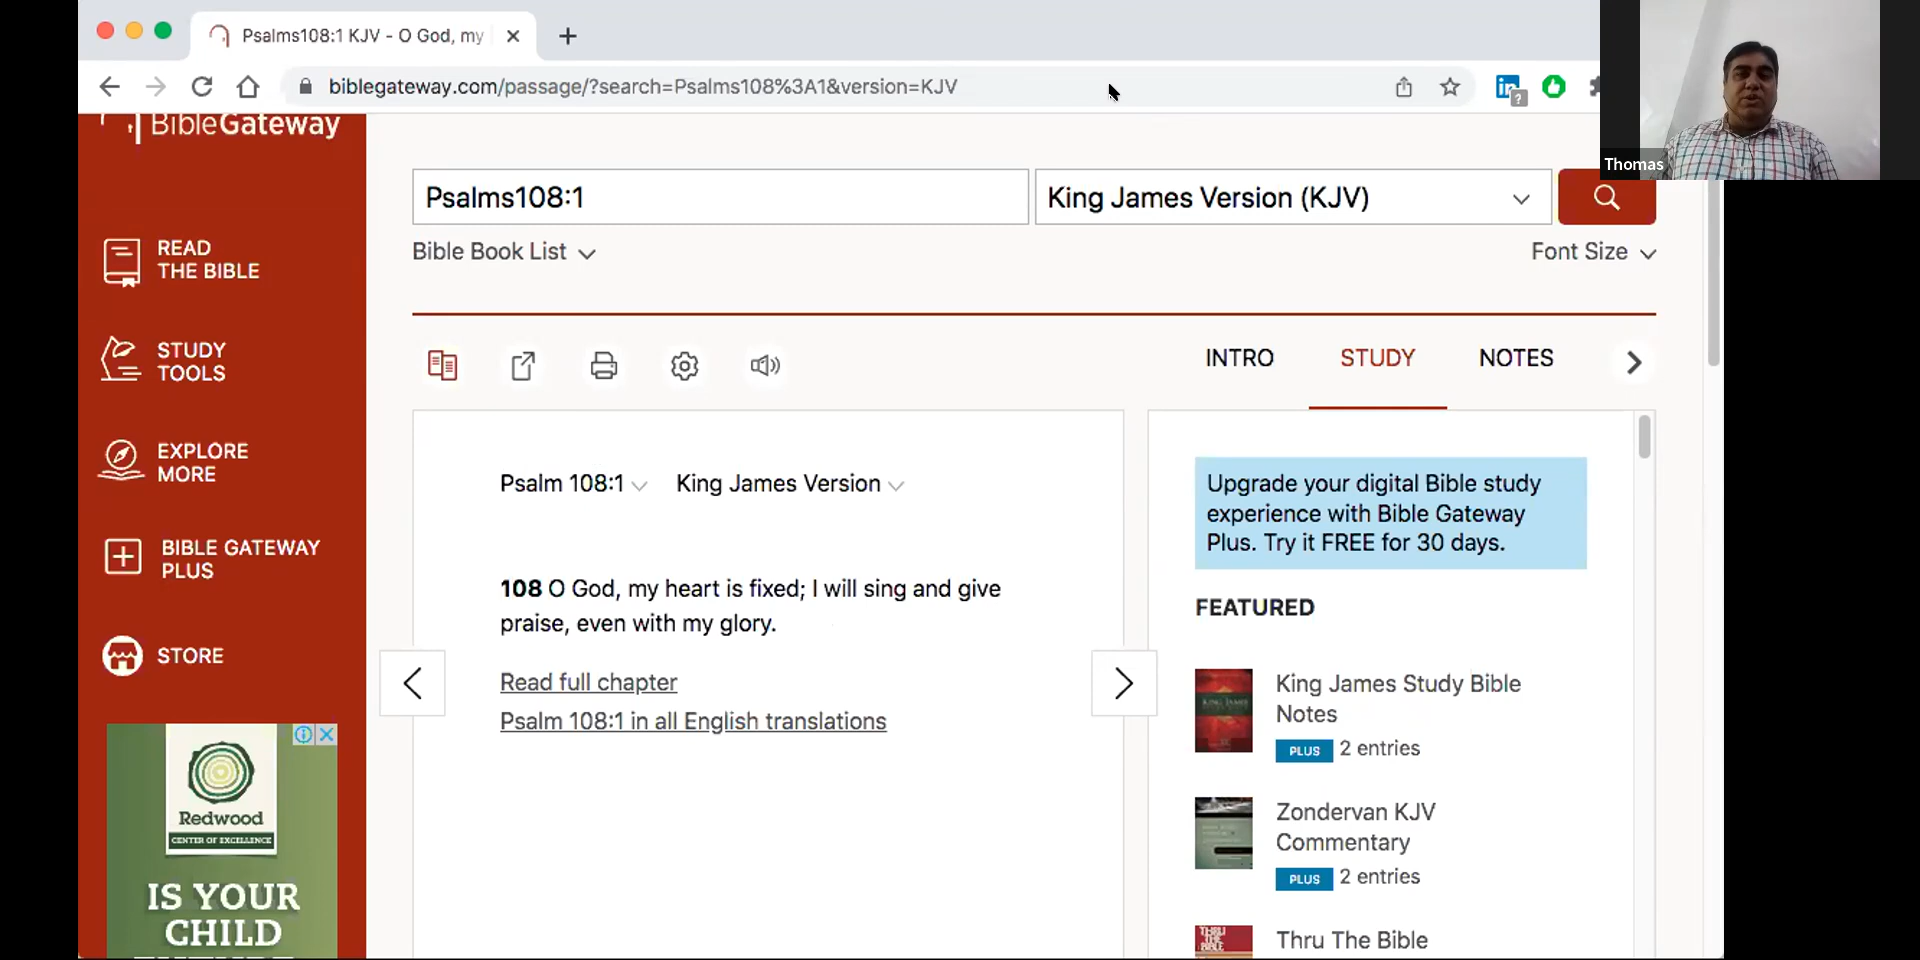 Psalms108:1 KJV - O God, my
biblegateway.com/passage/?search=Psalms108%3A1&version=KJV
Thomas
BibleGateway
Psalms108:1
King James Version (KJV)
Bible Book List
Font Size
READ
THE BIBLE
STUDY
TOOLS
EXPLORE
MORE
BIBLE GATEWAY
PLUS
STORE
INTRO
STUDY
NOTES
Psalm 108:1
King James Version
108 O God, my heart is fixed; I will sing and give
praise, even with my glory.
Read full chapter
Psalm 108:1 in all English translations
Upgrade your digital Bible study
experience with Bible Gateway
Plus. Try it FREE for 30 days.
FEATURED
King James Study Bible
Notes
PLUS 2 entries
Zondervan KJV
Commentary
PLUS 2 entries
THRU
THE
BIBLE
Thru The Bible
Redwood
CENTER OF EXCELLENCE
IS YOUR
CHILD